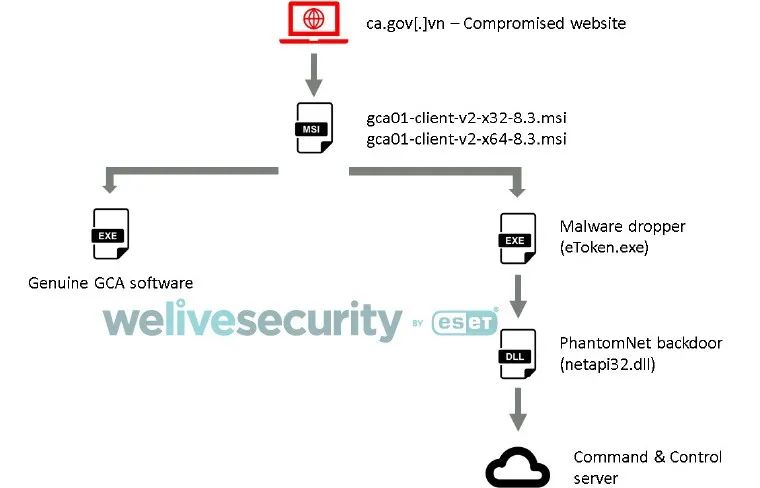 ca.gov[.]vn – Compromised website
MSI
gca01-client-v2-x32-8.3.msi
gca01-client-v2-x64-8.3.msi
EXE
Genuine GCA software
EXE
Malware dropper
(eToken.exe)
welivesecurity BY eseT®
DLL
PhantomNet backdoor
(netapi32.dll)
Command & Control
server